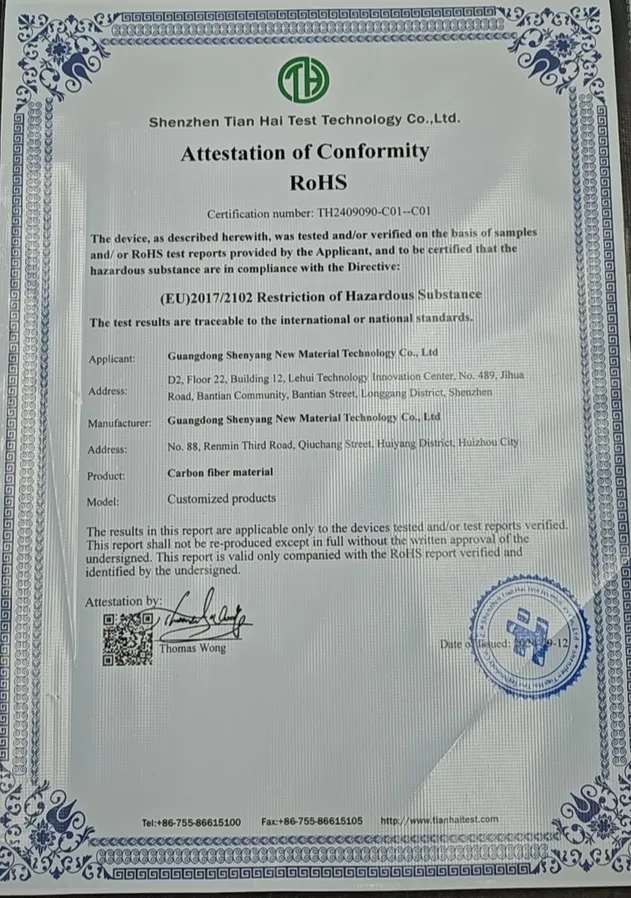 TH
Shenzhen Tian Hai Test Technology Co.,Ltd.
Attestation of Conformity
RoHS
Certification number: TH2409090-C01--C01
The device, as described herewith, was tested and/or verified on the basis of samples
and/ or RoHS test reports provided by the Applicant, and to be certified that the
hazardous substance are in compliance with the Directive:
(EU)2017/2102 Restriction of Hazardous Substance
The test results are traceable to the international or national standards.
Applicant: Guangdong Shenyang New Material Technology Co., Ltd
Address: D2, Floor 22, Building 12, Lehui Technology Innovation Center, No. 489, Jihua
Road, Bantian Community, Bantian Street, Longgang District, Shenzhen
Manufacturer: Guangdong Shenyang New Material Technology Co., Ltd
Address: No. 88, Renmin Third Road, Qiuchang Street, Huiyang District, Huizhou City
Product: Carbon fiber material
Model: Customized products
The results in this report are applicable only to the devices tested and/or test reports verified.
This report shall not be re-produced except in full without the written approval of the
undersigned. This report is valid only companied with the RoHS report verified and
identified by the undersigned.
Attestation by:
Thomas Wong
Date of Issued:
Tel:+86-755-86615100 Fax:+86-755-86615105 http://www.tianhaitest.com